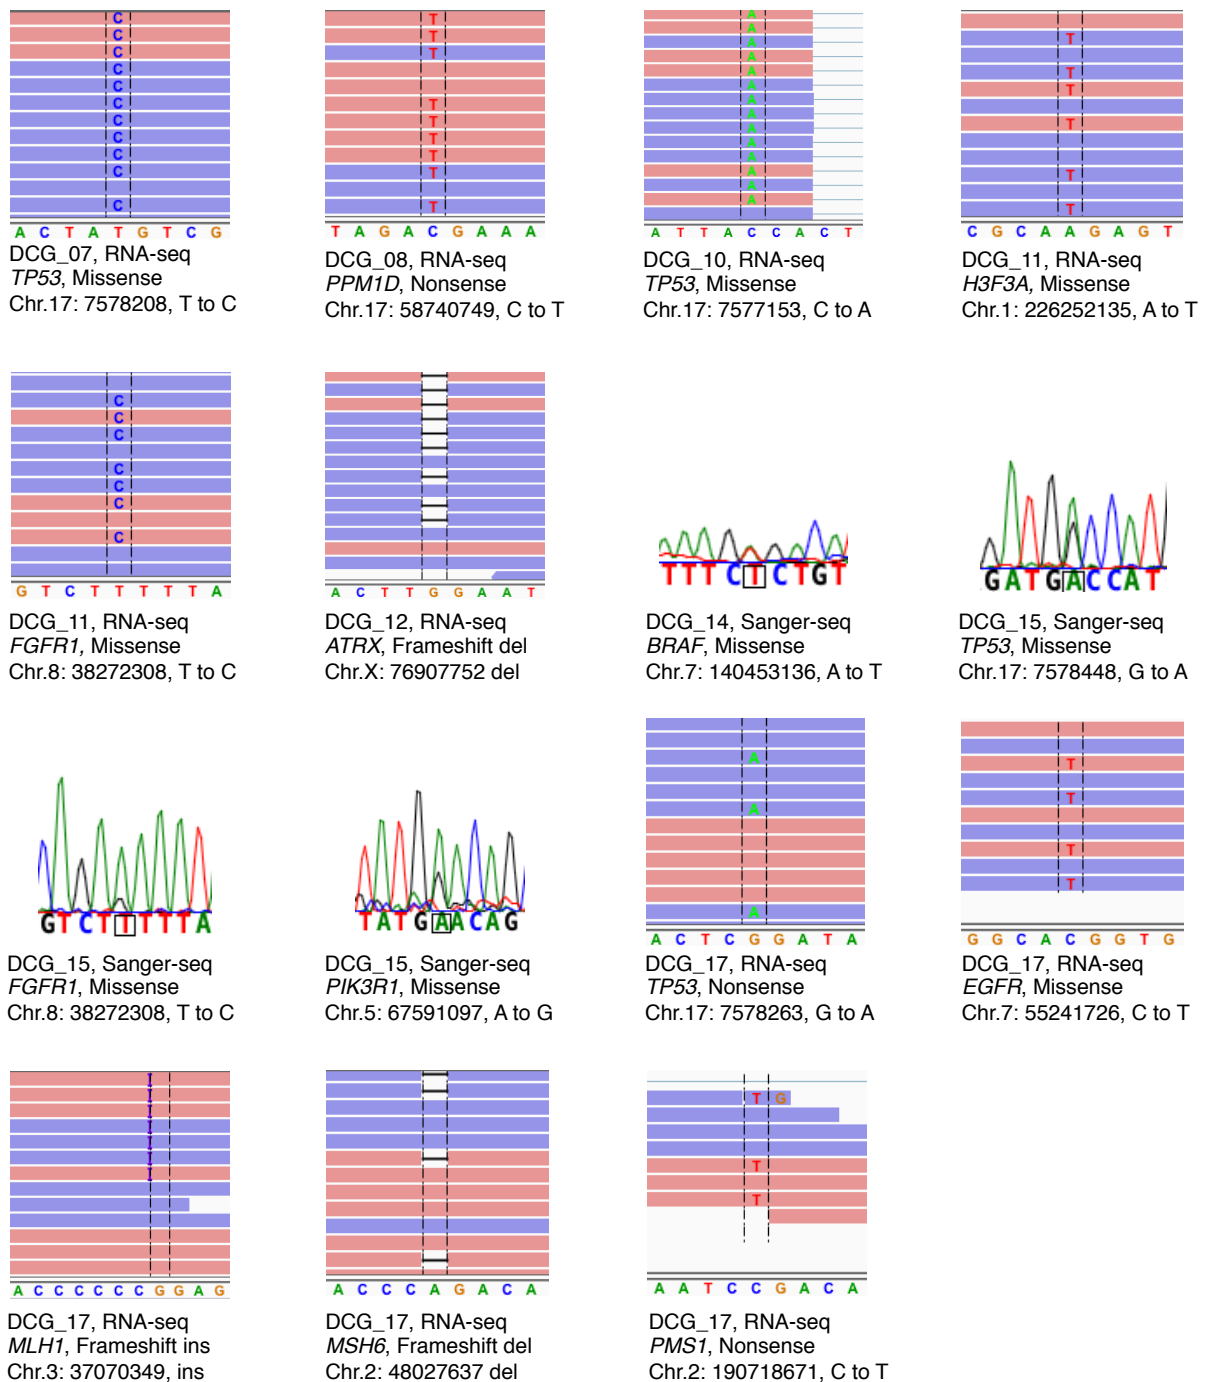 C T T A T
C T T A
C T A T
C A T
C T A T
C T A
C T A T
C T A
C T A T
C T A
C T A
A T
A C T A T G T C G
T A G A C G A A A
A T T A C C A C T
C G C A A G A G T
DCG_07, RNA-seq
TP53, Missense
Chr.17: 7578208, T to C
DCG_08, RNA-seq
PPM1D, Nonsense
Chr.17: 58740749, C to T
DCG_10, RNA-seq
TP53, Missense
Chr.17: 7577153, C to A
DCG_11, RNA-seq
H3F3A, Missense
Chr.1: 226252135, A to T
C
C
C
C
C
C
C
G T C T T T T T A
A C T T G G A A T
TTTCTCTGT
GATGACCAT
DCG_11, RNA-seq
FGFR1, Missense
Chr.8: 38272308, T to C
DCG_12, RNA-seq
ATRX, Frameshift del
Chr.X: 76907752 del
DCG_14, Sanger-seq
BRAF, Missense
Chr.7: 140453136, A to T
DCG_15, Sanger-seq
TP53, Missense
Chr.17: 7578448, G to A
A
T
T
A
T
A T
GTCTTTTTA
TATGAACAG
A C T C G G A T A
G G C A C G G T G
DCG_15, Sanger-seq
FGFR1, Missense
Chr.8: 38272308, T to C
DCG_15, Sanger-seq
PIK3R1, Missense
Chr.5: 67591097, A to G
DCG_17, RNA-seq
TP53, Nonsense
Chr.17: 7578263, G to A
DCG_17, RNA-seq
EGFR, Missense
Chr.7: 55241726, C to T
T G
T
T
A C C C C C C G G A G
A C C C A G A C A
A A T C C G A C A
DCG_17, RNA-seq
MLH1, Frameshift ins
Chr.3: 37070349, ins
DCG_17, RNA-seq
MSH6, Frameshift del
Chr.2: 48027637 del
DCG_17, RNA-seq
PMS1, Nonsense
Chr.2: 190718671, C to T